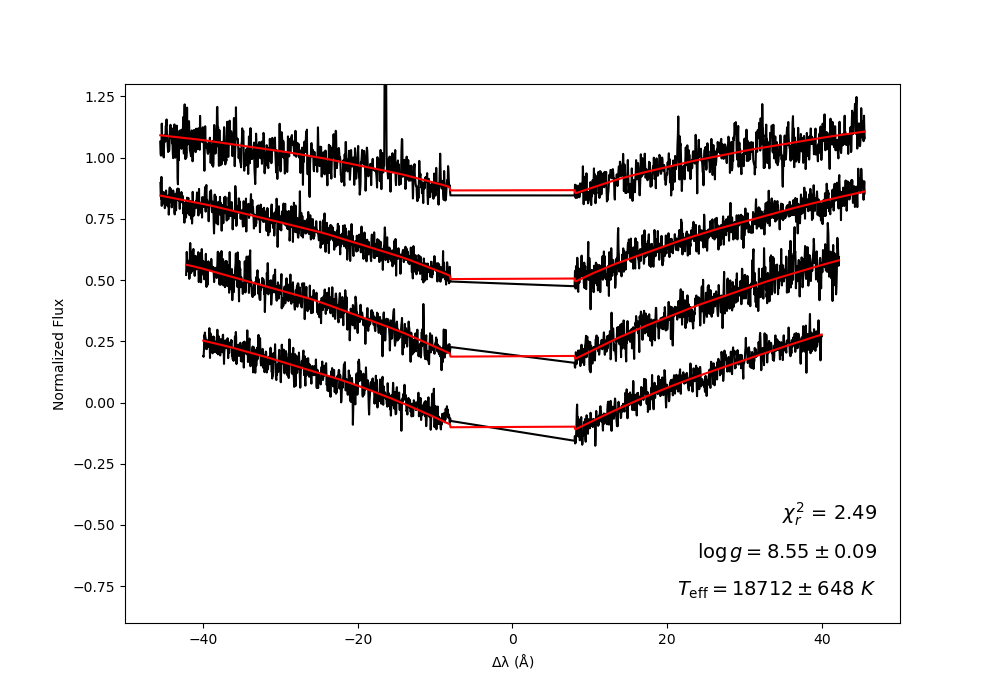 1.25
1.00
0.75
0.50
0.25
0.00
−0.25
−0.50
−0.75
Normalized Flux
χ²ᵣ = 2.49
log g = 8.55 ± 0.09
T_eff = 18712 ± 648 K
−40
−20
0
20
40
Δλ (Å)